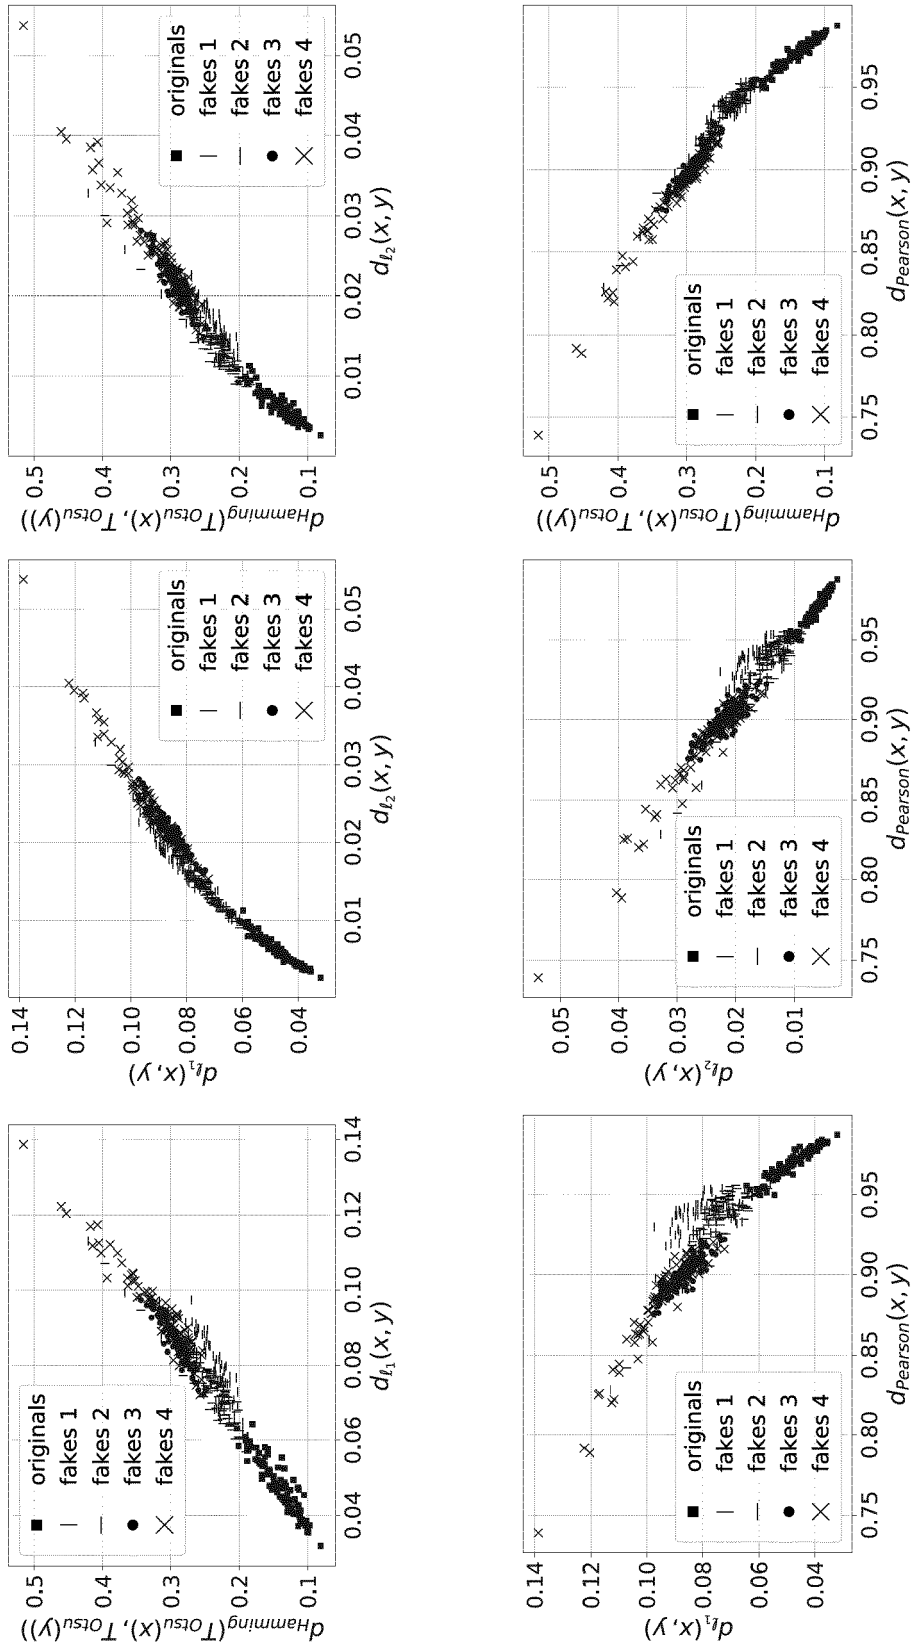 d_Hamming(T_Otsu(x), T_Otsu(y))
0.5
0.4
0.3
0.2
0.1
originals
fakes 1
fakes 2
fakes 3
fakes 4
0.04 0.06 0.08 0.10 0.12 0.14
d_ℓ1(x, y)
d_ℓ1(x, y)
0.14
0.12
0.10
0.08
0.06
0.04
originals
fakes 1
fakes 2
fakes 3
fakes 4
0.01 0.02 0.03 0.04 0.05
d_ℓ2(x, y)
d_Hamming(T_Otsu(x), T_Otsu(y))
0.5
0.4
0.3
0.2
0.1
originals
fakes 1
fakes 2
fakes 3
fakes 4
0.01 0.02 0.03 0.04 0.05
d_ℓ2(x, y)
d_ℓ1(x, y)
0.14
0.12
0.10
0.08
0.06
0.04
originals
fakes 1
fakes 2
fakes 3
fakes 4
0.75 0.80 0.85 0.90 0.95
d_Pearson(x, y)
d_ℓ2(x, y)
0.05
0.04
0.03
0.02
0.01
originals
fakes 1
fakes 2
fakes 3
fakes 4
0.75 0.80 0.85 0.90 0.95
d_Pearson(x, y)
d_Hamming(T_Otsu(x), T_Otsu(y))
0.5
0.4
0.3
0.2
0.1
originals
fakes 1
fakes 2
fakes 3
fakes 4
0.75 0.80 0.85 0.90 0.95
d_Pearson(x, y)